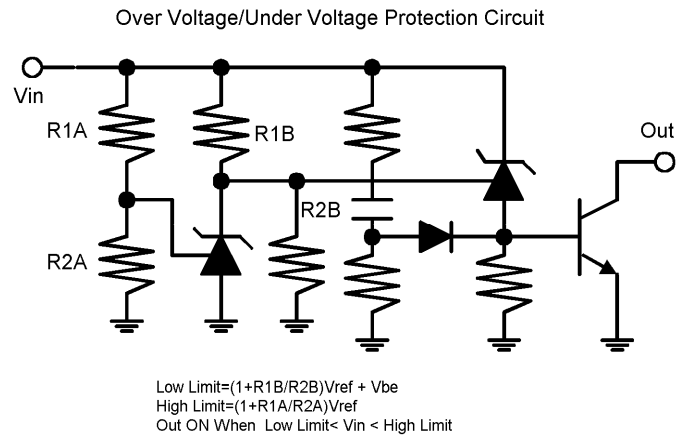 Over Voltage/Under Voltage Protection Circuit
Vin
R1A
R1B
Out
R2B
R2A
Low Limit=(1+R1B/R2B)Vref + Vbe
High Limit=(1+R1A/R2A)Vref
Out ON When Low Limit< Vin < High Limit